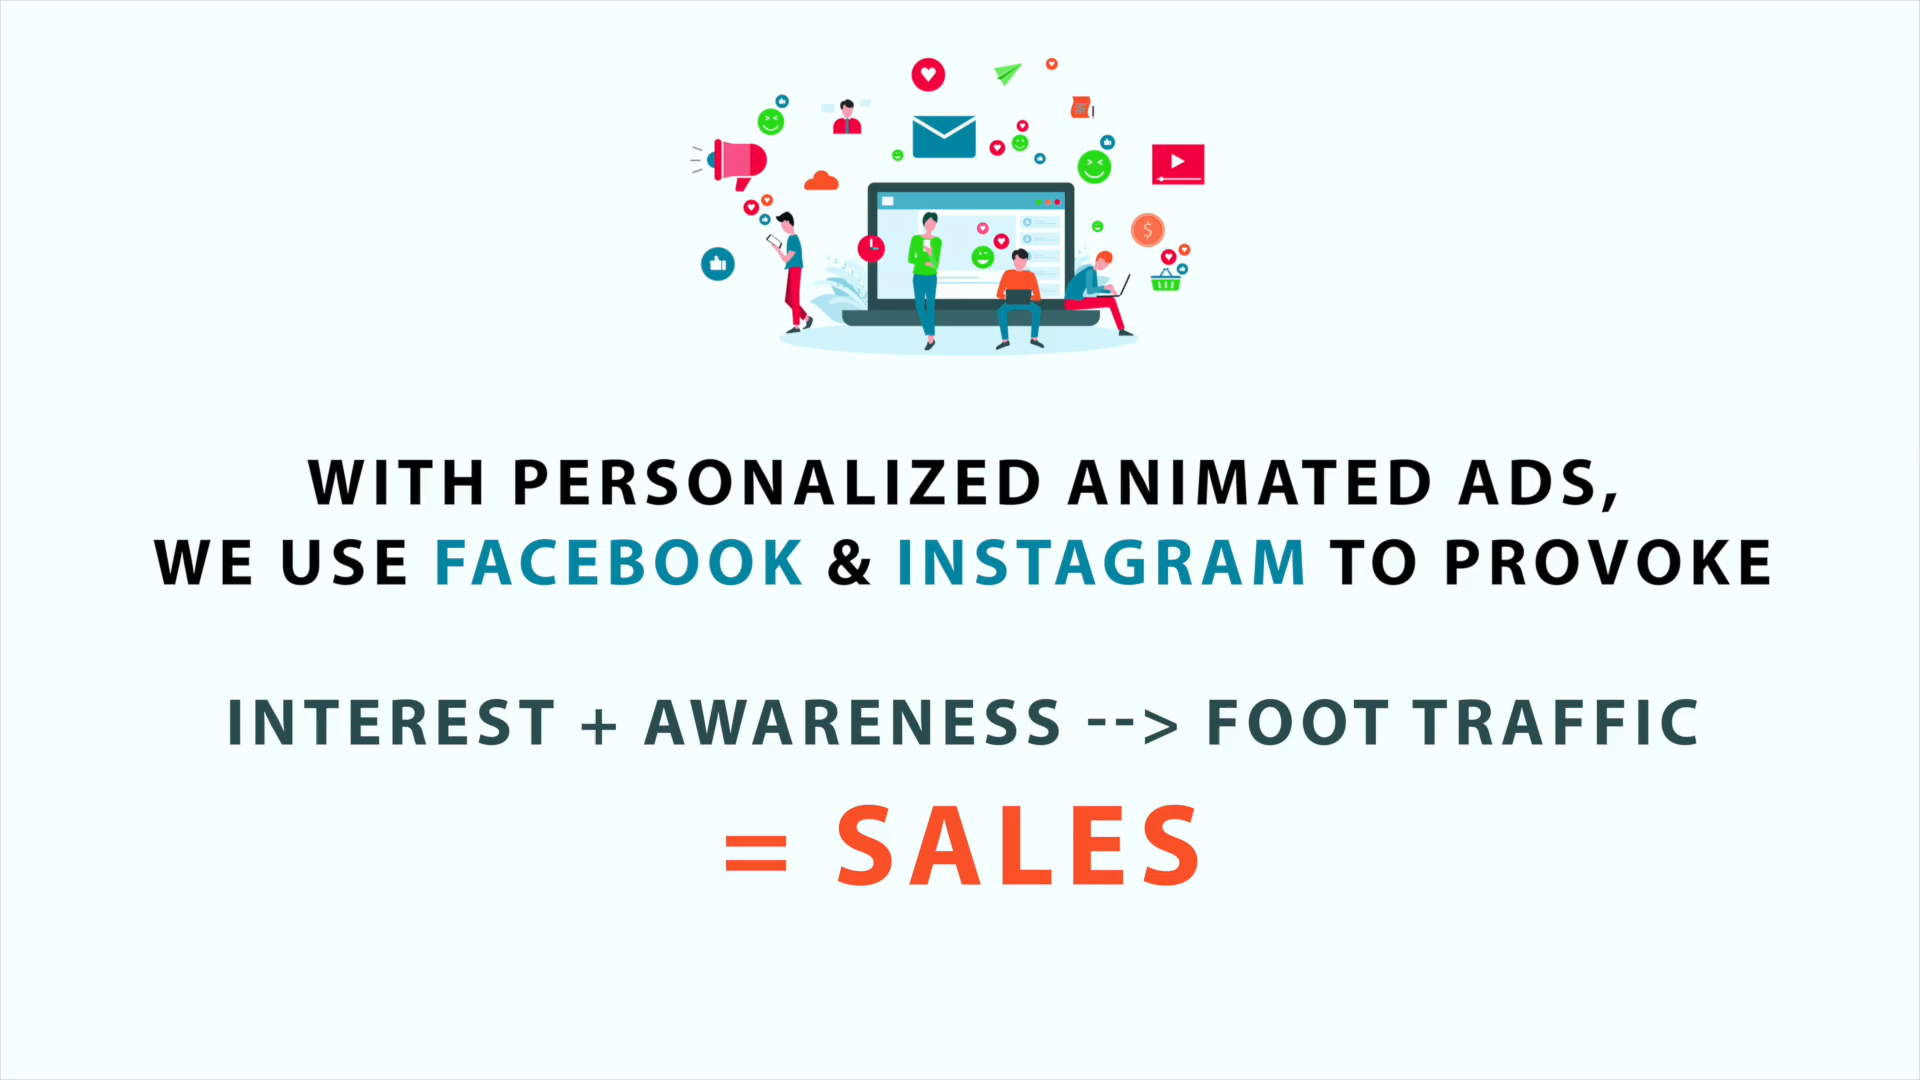 WITH PERSONALIZED ANIMATED ADS,
WE USE FACEBOOK & INSTAGRAM TO PROVOKE
INTEREST + AWARENESS --> FOOT TRAFFIC
= SALES